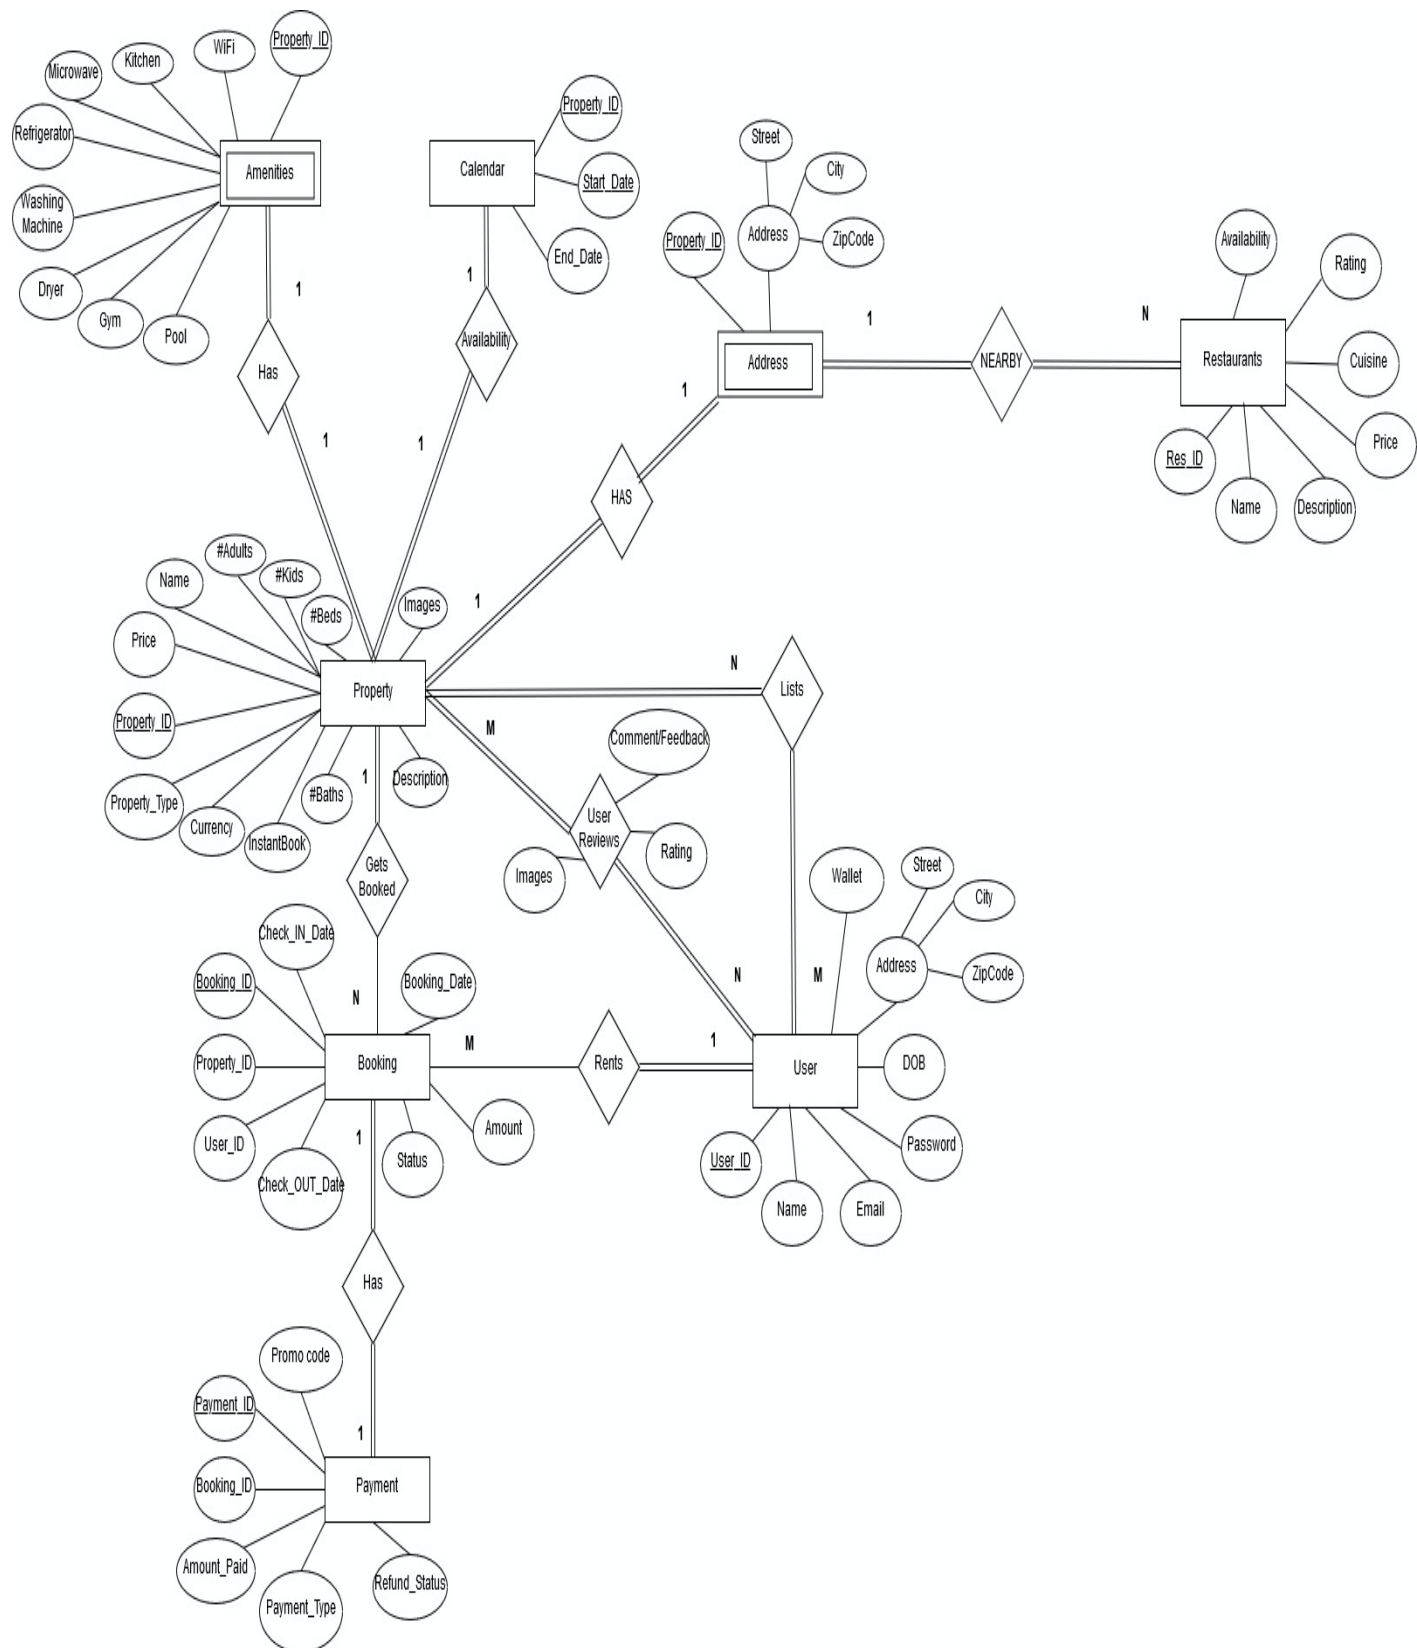 Property_ID
WiFi
Kitchen
Microwave
Refrigerator
Washing
Machine
Dryer
Gym
Pool
Amenities
1
Has
1
Calendar
Property_ID
Start_Date
End_Date
1
Availability
1
Street
City
Address
ZipCode
Property_ID
Address
1
NEARBY
N
Restaurants
Availability
Rating
Cuisine
Price
Description
Name
Res_ID
1
HAS
1
#Adults
#Kids
#Beds
Images
Name
Price
Property_ID
Property_Type
Currency
InstantBook
#Baths
Description
Property
N
Lists
M
M
User
Reviews
Comment/Feedback
Rating
Images
N
1
Gets
Booked
N
Check_IN_Date
Booking_ID
Booking_Date
Property_ID
User_ID
Check_OUT_Date
Status
Amount
Booking
M
Rents
1
User
Wallet
Street
City
Address
ZipCode
DOB
Password
Email
Name
User_ID
1
Has
1
Promo code
Payment_ID
Booking_ID
Amount_Paid
Payment_Type
Refund_Status
Payment